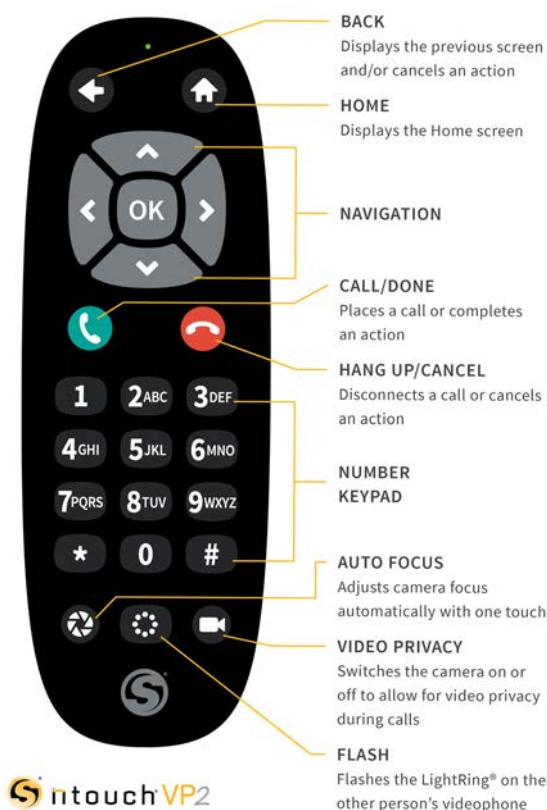 BACK
Displays the previous screen
and/or cancels an action
HOME
Displays the Home screen
OK
NAVIGATION
CALL/DONE
Places a call or completes
an action
HANG UP/CANCEL
Disconnects a call or cancels
an action
1 2ABC 3DEF
4GHI 5JKL 6MNO
7PQRS 8TUV 9WXYZ
* 0 #
NUMBER
KEYPAD
AUTO FOCUS
Adjusts camera focus
automatically with one touch
VIDEO PRIVACY
Switches the camera on or
off to allow for video privacy
during calls
FLASH
Flashes the LightRing® on the
other person's videophone
S
S ntouch VP2